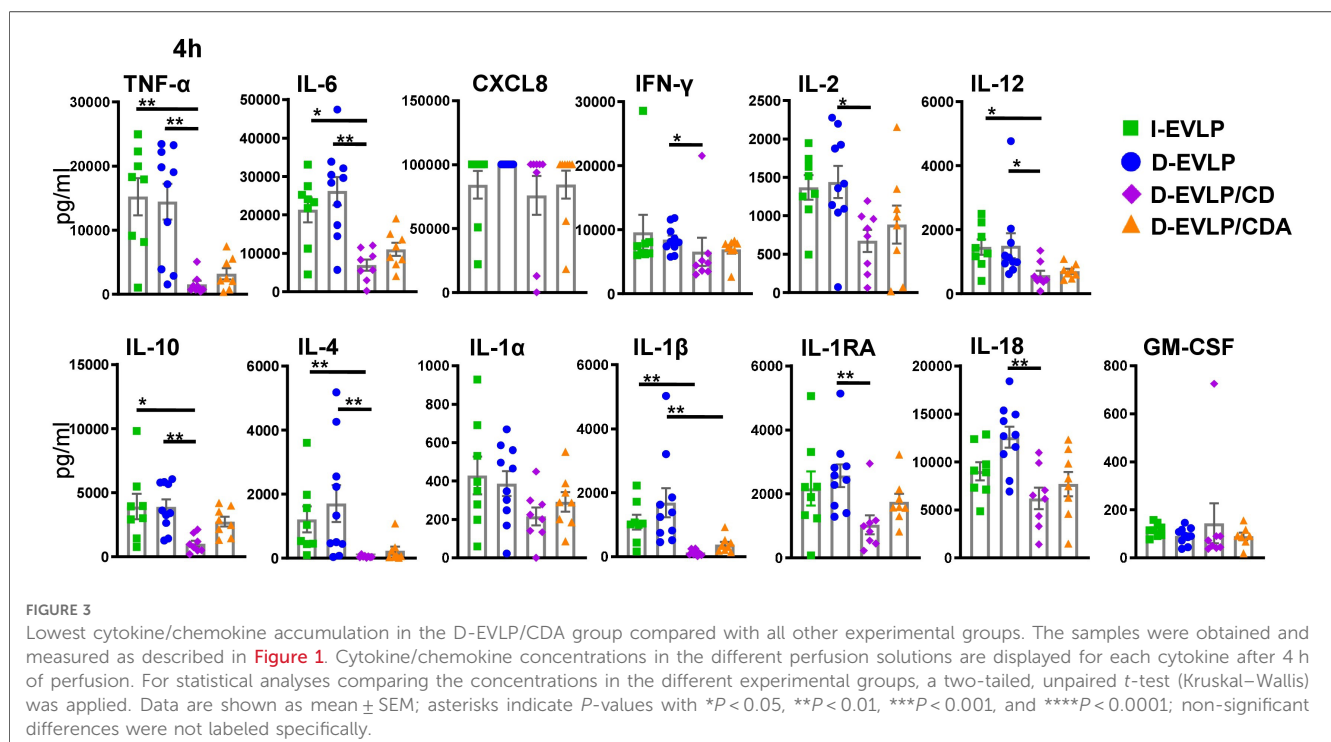 4h
TNF-α IL-6 CXCL8 IFN-γ IL-2 IL-12
30000 50000 100000 30000 2500 6000
** * * * *
** ** *
40000 2000
20000 20000 4000
30000 1500
50000
20000 1000
10000 10000 2000
10000 500
0 0 0 0 0 0
pg/ml
I-EVLP
D-EVLP
D-EVLP/CD
D-EVLP/CDA
IL-10 IL-4 IL-1α IL-1β IL-1RA IL-18 GM-CSF
15000 6000 1000 6000 6000 20000 800
* ** ** ** **
** ** **
800 15000 600
10000 4000 4000 4000
600
10000 400
400
5000 2000 2000 2000
200 5000 200
0 0 0 0 0 0 0
pg/ml
FIGURE 3
Lowest cytokine/chemokine accumulation in the D-EVLP/CDA group compared with all other experimental groups. The samples were obtained and
measured as described in Figure 1. Cytokine/chemokine concentrations in the different perfusion solutions are displayed for each cytokine after 4 h
of perfusion. For statistical analyses comparing the concentrations in the different experimental groups, a two-tailed, unpaired t-test (Kruskal–Wallis)
was applied. Data are shown as mean ± SEM; asterisks indicate P-values with *P < 0.05, **P < 0.01, ***P < 0.001, and ****P < 0.0001; non-significant
differences were not labeled specifically.